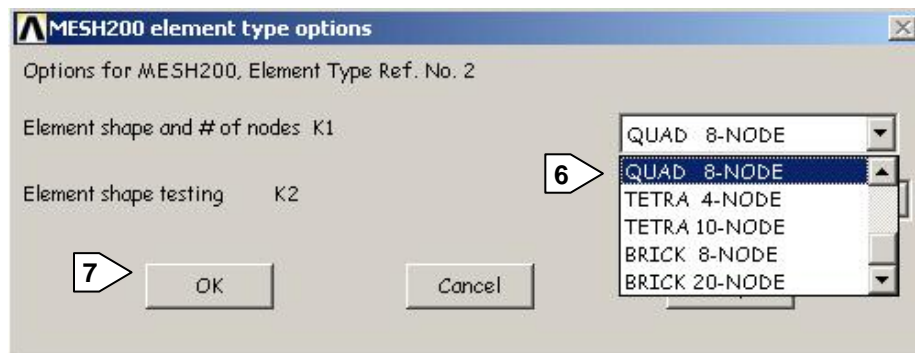 MESH200 element type options
Options for MESH200, Element Type Ref. No. 2
Element shape and # of nodes K1
QUAD 8-NODE
6
QUAD 8-NODE
TETRA 4-NODE
TETRA 10-NODE
BRICK 8-NODE
BRICK 20-NODE
Element shape testing K2
7
OK
Cancel